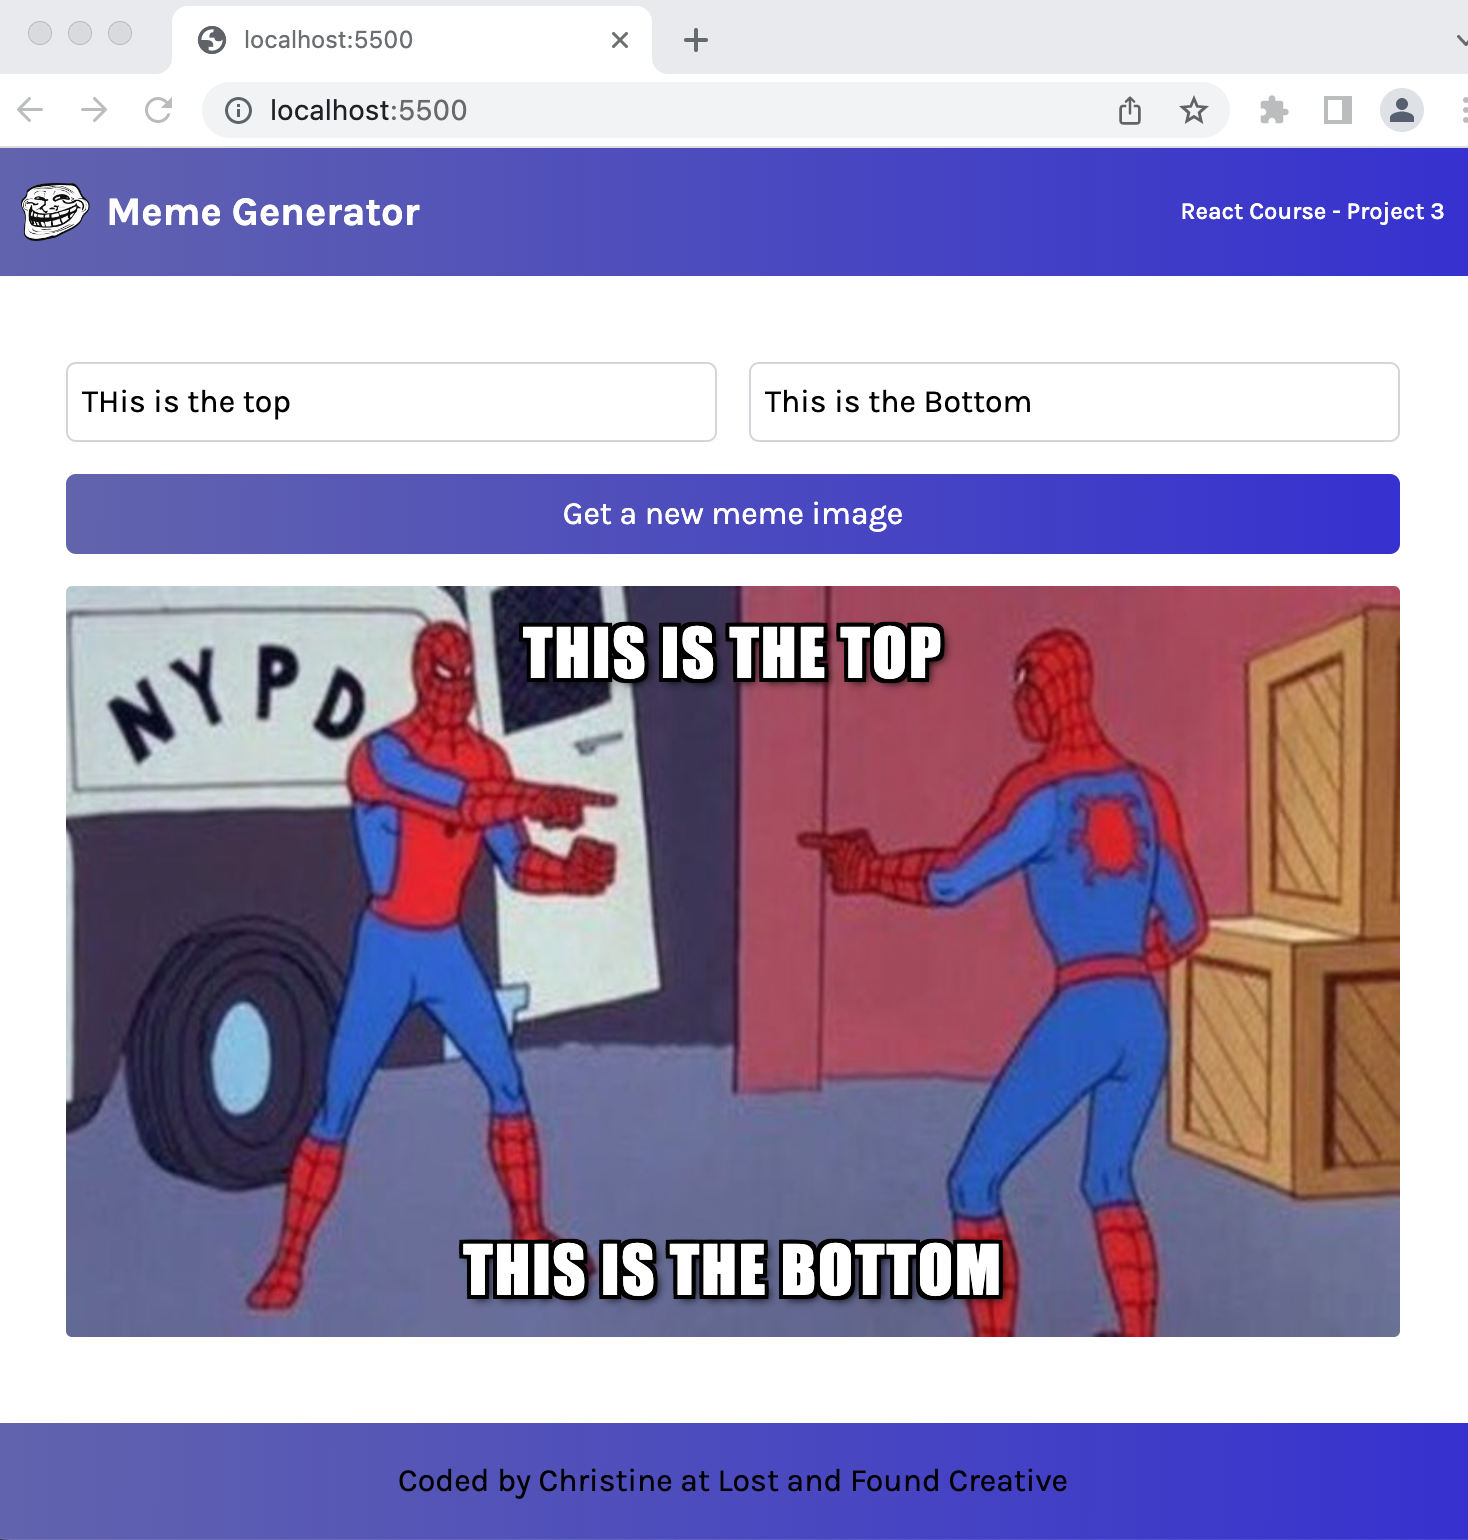 localhost:5500
localhost:5500
Meme Generator
React Course - Project 3
THis is the top
This is the Bottom
Get a new meme image
NYPD
THIS IS THE TOP
THIS IS THE BOTTOM
Coded by Christine at Lost and Found Creative